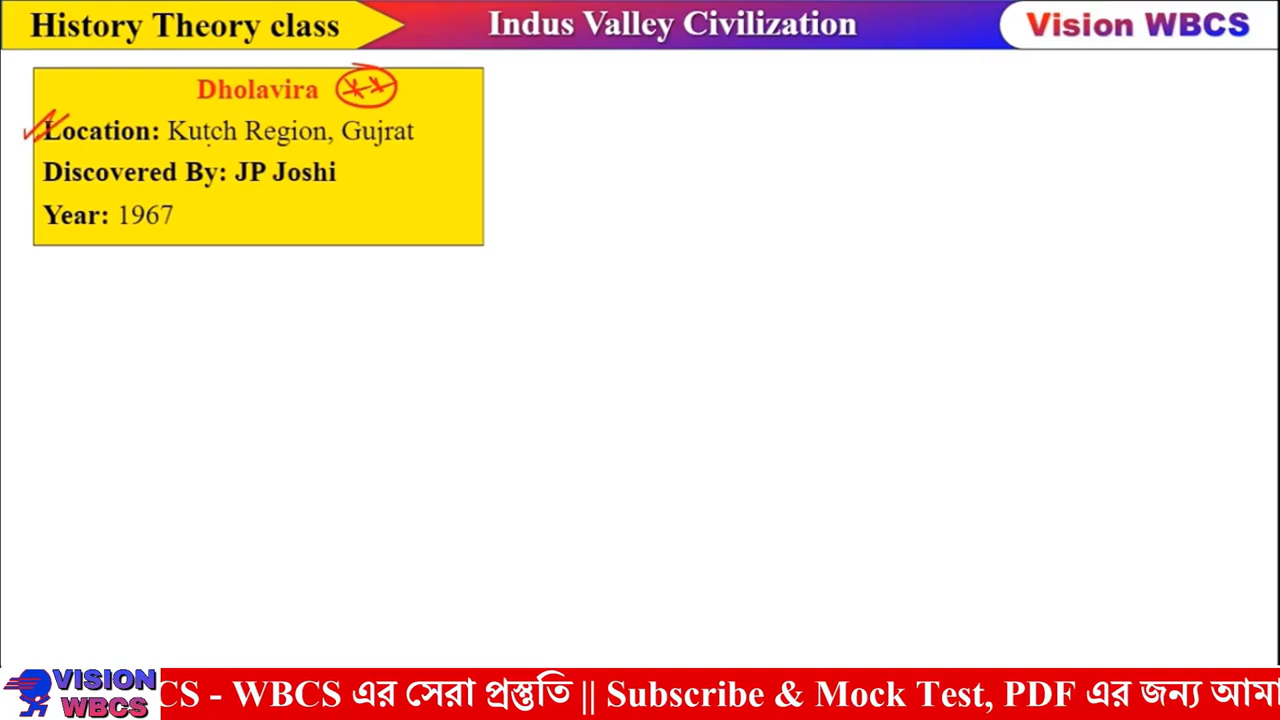 History Theory class
Indus Valley Civilization
Vision WBCS
Dholavira
Location: Kutch Region, Gujrat
Discovered By: JP Joshi
Year: 1967
VISION
WBCS
CS - WBCS এর সেরা প্রস্তুতি || Subscribe & Mock Test, PDF এর জন্য আমা